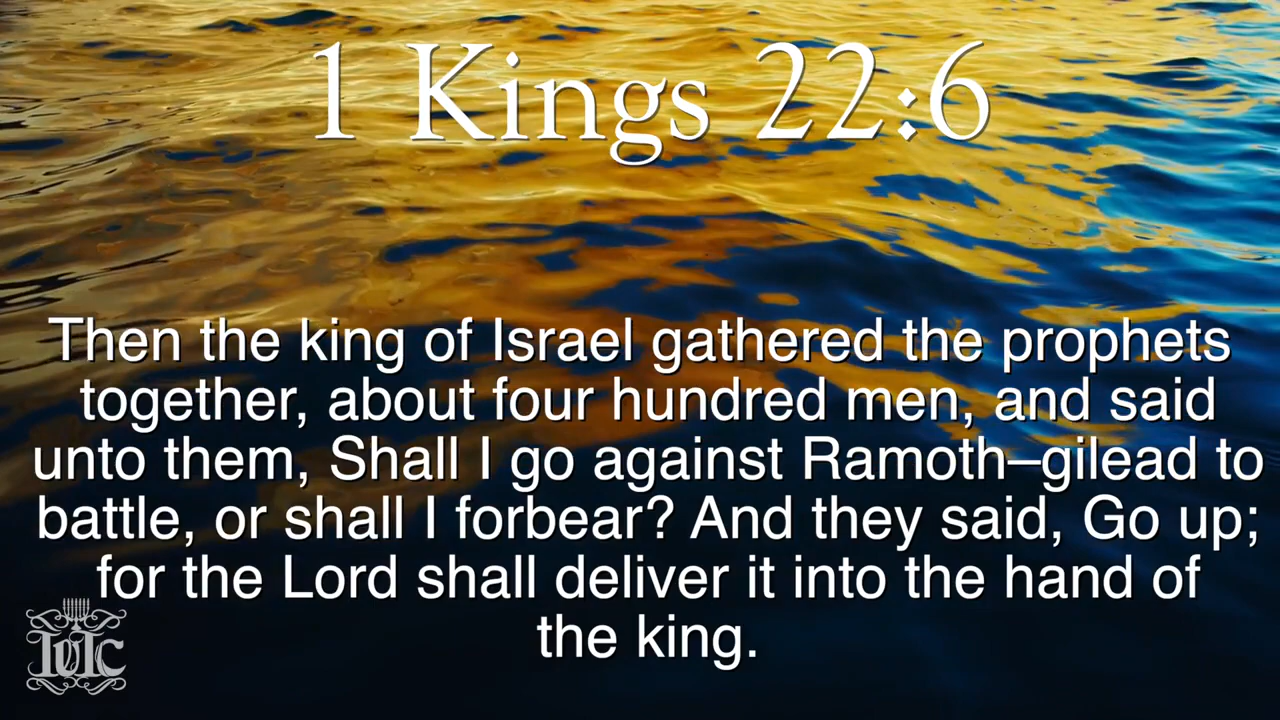 1 Kings 22:6
Then the king of Israel gathered the prophets
together, about four hundred men, and said
unto them, Shall I go against Ramoth–gilead to
battle, or shall I forbear? And they said, Go up;
for the Lord shall deliver it into the hand of
the king.
IUIC